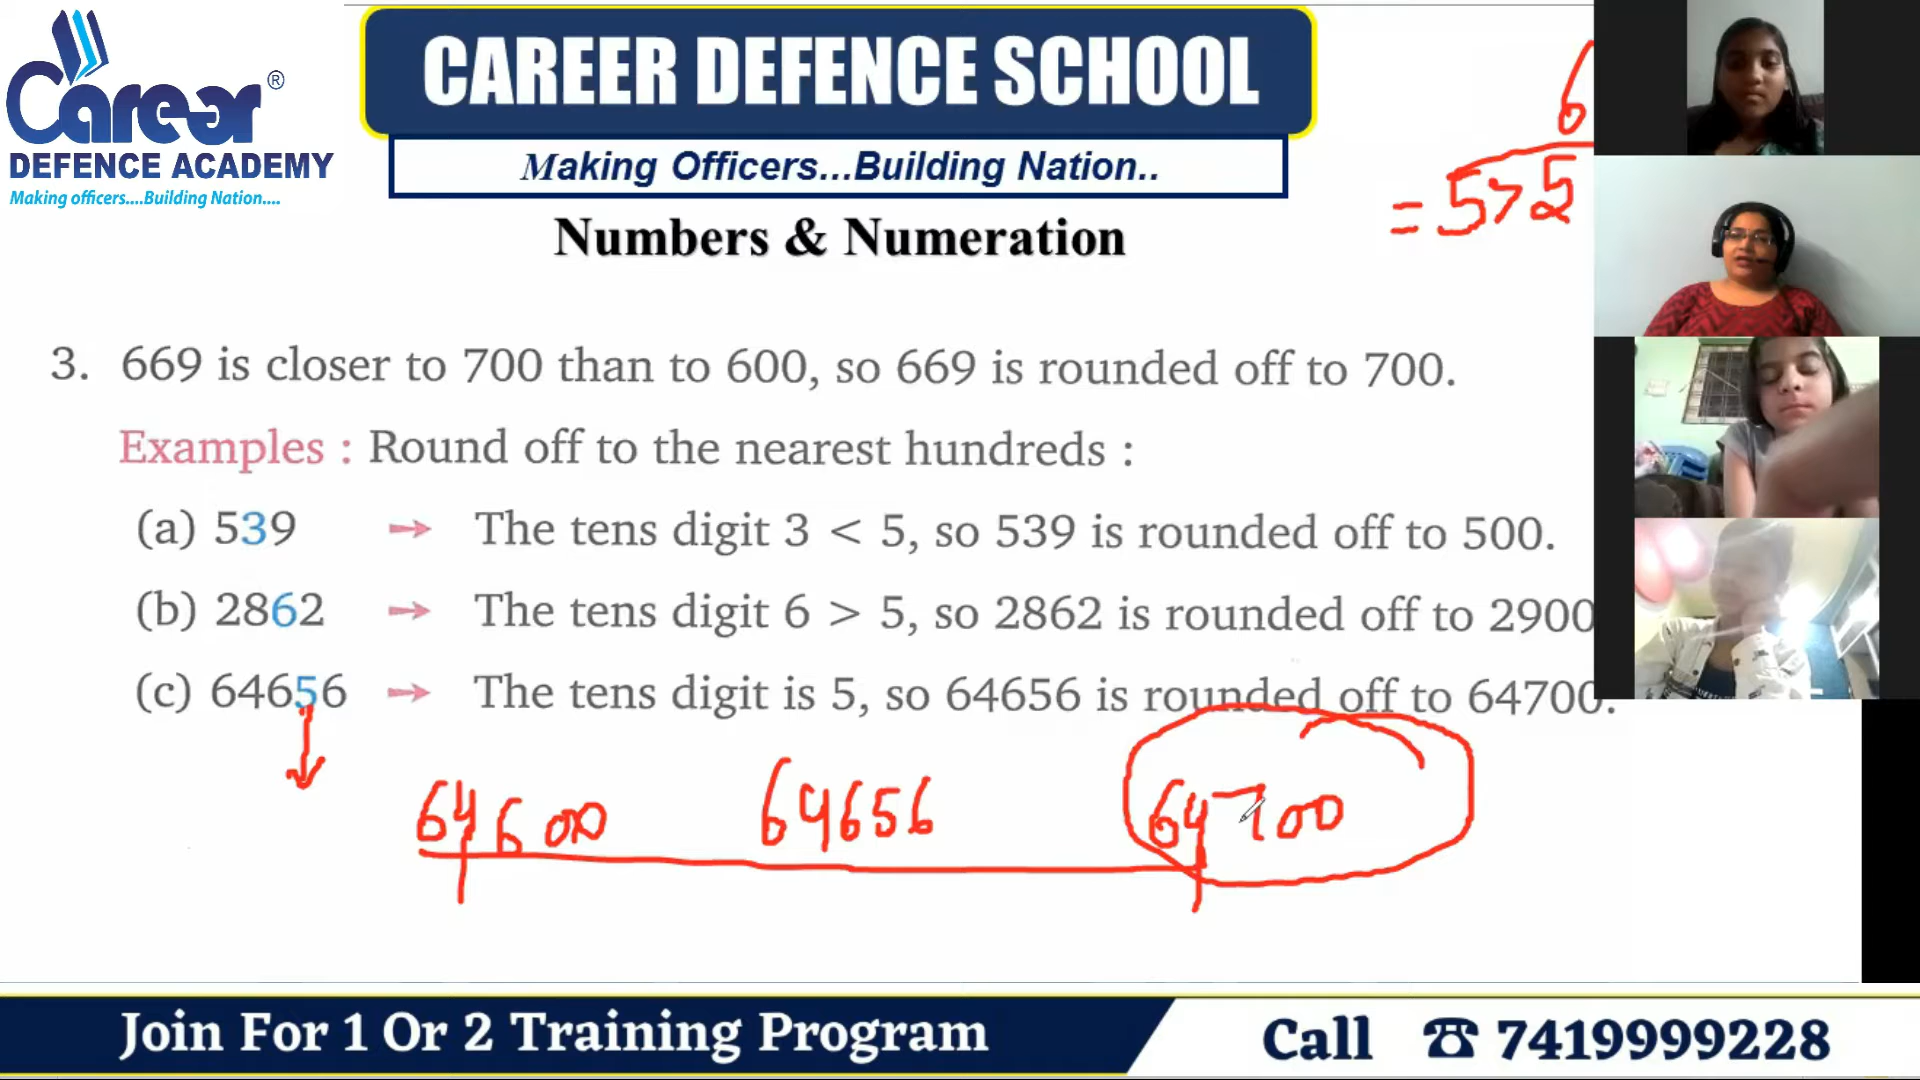 Career ®
DEFENCE ACADEMY
Making officers....Building Nation....
CAREER DEFENCE SCHOOL
Making Officers...Building Nation..
Numbers & Numeration
6
= 5>5
3. 669 is closer to 700 than to 600, so 669 is rounded off to 700.
Examples : Round off to the nearest hundreds :
(a) 539 → The tens digit 3 < 5, so 539 is rounded off to 500.
(b) 2862 → The tens digit 6 > 5, so 2862 is rounded off to 2900
(c) 64656 → The tens digit is 5, so 64656 is rounded off to 64700.
64600 64656 64700
Join For 1 Or 2 Training Program
Call ☎ 7419999228